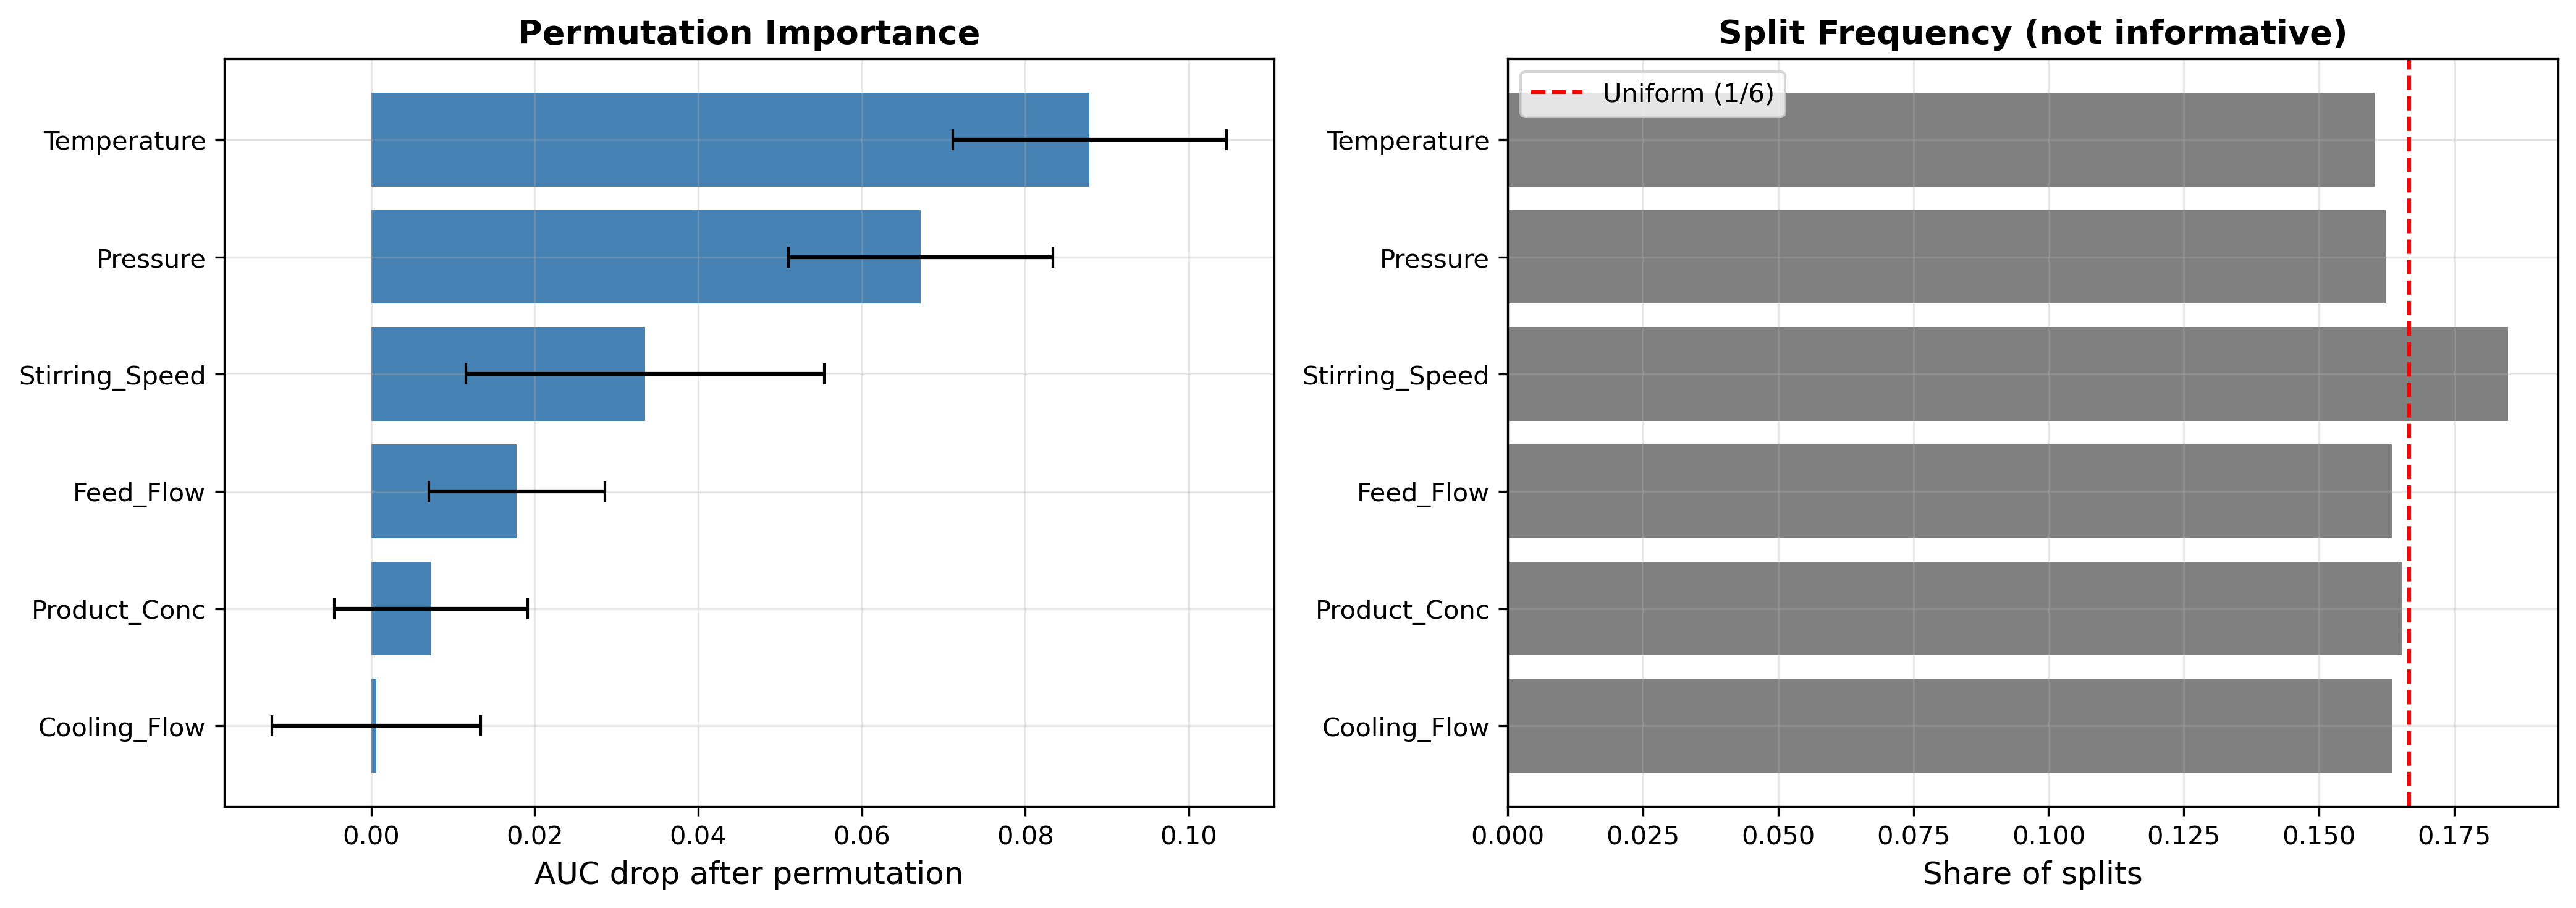 Permutation Importance
Temperature
Pressure
Stirring_Speed
Feed_Flow
Product_Conc
Cooling_Flow
0.00 0.02 0.04 0.06 0.08 0.10
AUC drop after permutation
Split Frequency (not informative)
Uniform (1/6)
Temperature
Pressure
Stirring_Speed
Feed_Flow
Product_Conc
Cooling_Flow
0.000 0.025 0.050 0.075 0.100 0.125 0.150 0.175
Share of splits